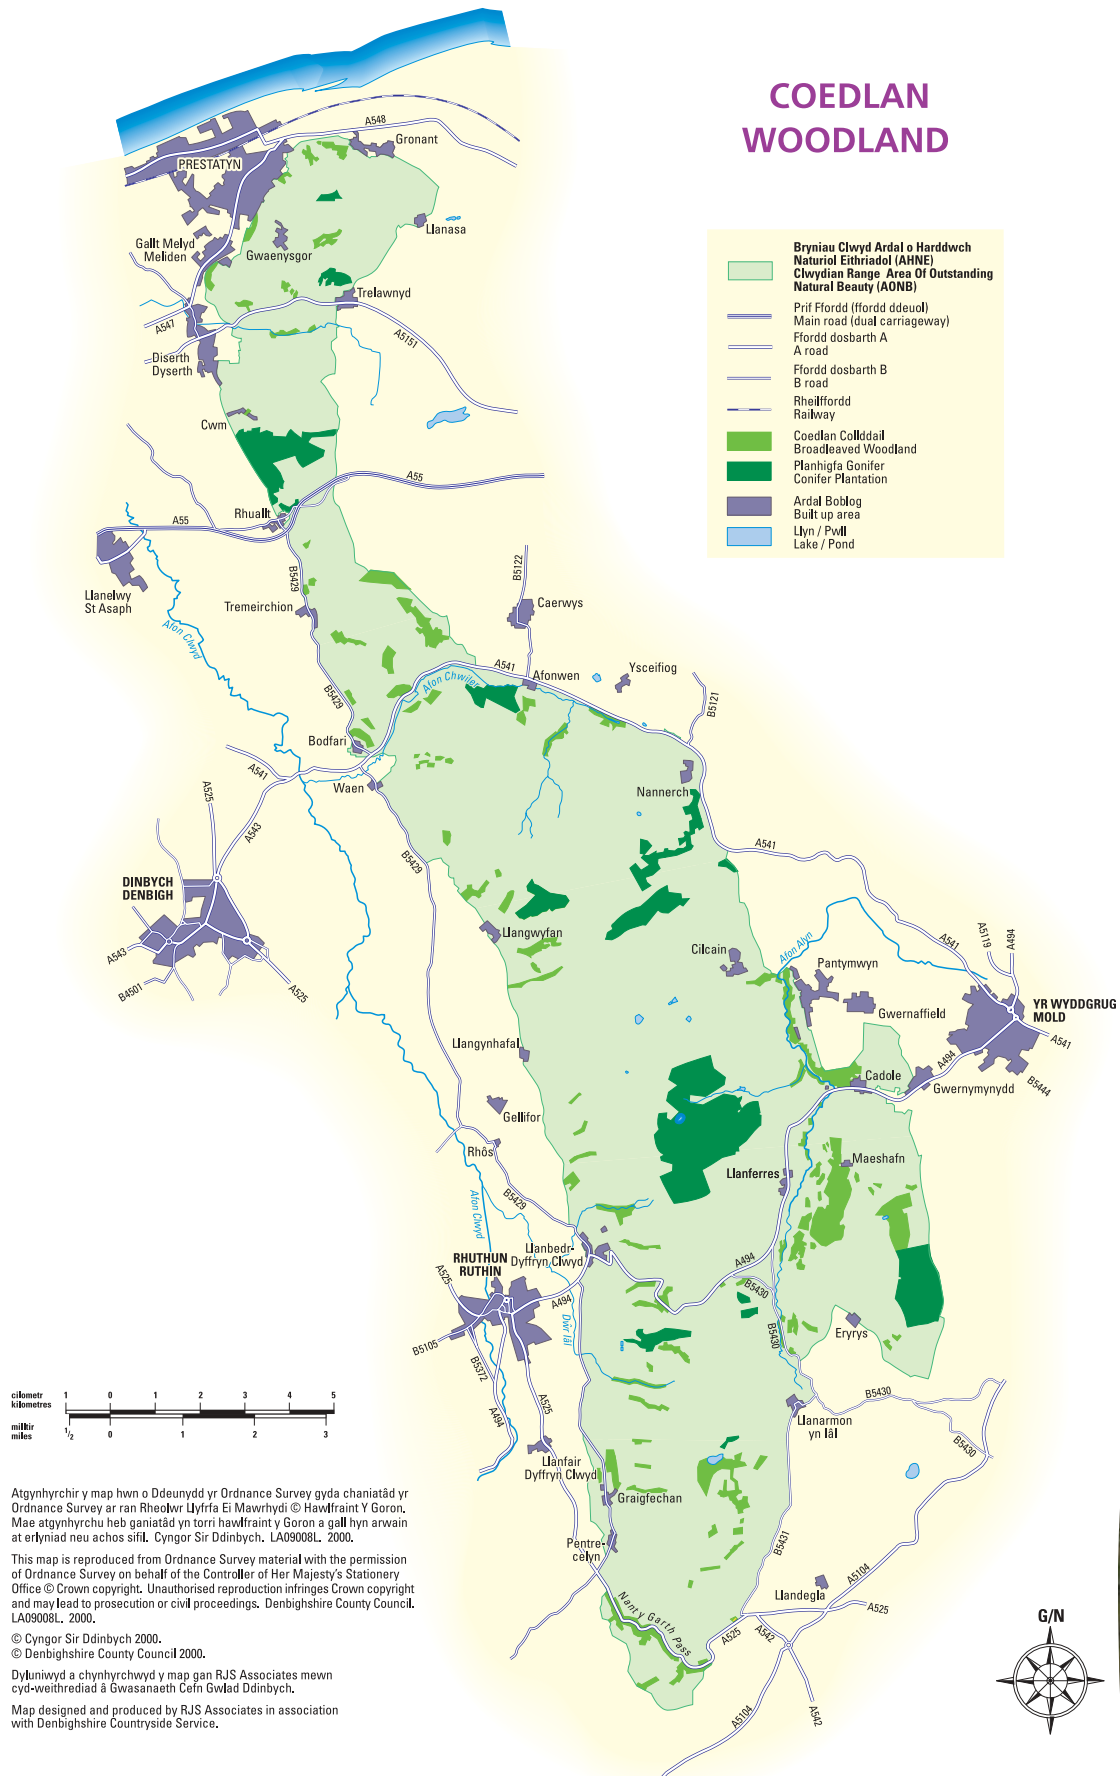 COEDLAN
WOODLAND
Bryniau Clwyd Ardal o Harddwch
Naturiol Eithriadol (AHNE)
Clwydian Range Area Of Outstanding
Natural Beauty (AONB)
Prif Ffordd (ffordd ddeuol)
Main road (dual carriageway)
Ffordd dosbarth A
A road
Ffordd dosbarth B
B road
Rheilffordd
Railway
Coedlan Collddail
Broadleaved Woodland
Planhigfa Gonifer
Conifer Plantation
Ardal Boblog
Built up area
Llyn / Pwll
Lake / Pond
A548
Gronant
PRESTATYN
Llanasa
Gallt Melyd
Meliden
Gwaenysgor
Trelawnyd
A547
A5151
Diserth
Dyserth
Cwm
A55
Rhuallt
A55
Llanelwy
St Asaph
B5429
B5122
Tremeirchion
Caerwys
Afon Clwyd
A541
Afonwen
Ysceifiog
Afon Chwiler
B5429
B5121
Bodfari
A541
Waen
Nannerch
A525
A543
A541
B5429
DINBYCH
DENBIGH
Llangwyfan
A543
B4501
A525
Cilcain
Afon Alyn
Pantymwyn
A541
A5119
A494
Gwernaffield
YR WYDDGRUG
MOLD
A541
Llangynhafal
A494
B5444
Cadole
Gwernymynydd
Gellifor
Rhôs
Maeshafn
Llanferres
Afon Clwyd
B5429
Llanbedr-
Dyffryn Clwyd
RHUTHUN
RUTHIN
A525
A494
A494
B5430
Dŵr Iâl
B5430
Eryrys
B5105
B5372
A494
A525
B5430
Llanarmon
yn Iâl
B5430
Llanfair
Dyffryn Clwyd
Graigfechan
Pentre-
celyn
B5431
Nant y Garth Pass
Llandegla
A5104
A525
A525
A542
A5104
A542
G/N
cilometr
kilometres
1 0 1 2 3 4 5
milltir
miles
1/2 0 1 2 3
Atgynhyrchir y map hwn o Ddeunydd yr Ordnance Survey gyda chaniatâd yr
Ordnance Survey ar ran Rheolwr Llyfrfa Ei Mawrhydi © Hawlfraint Y Goron.
Mae atgynhyrchu heb ganiatâd yn torri hawlfraint y Goron a gall hyn arwain
at erlyniad neu achos sifil. Cyngor Sir Ddinbych. LA09008L. 2000.
This map is reproduced from Ordnance Survey material with the permission
of Ordnance Survey on behalf of the Controller of Her Majesty's Stationery
Office © Crown copyright. Unauthorised reproduction infringes Crown copyright
and may lead to prosecution or civil proceedings. Denbighshire County Council.
LA09008L. 2000.
© Cyngor Sir Ddinbych 2000.
© Denbighshire County Council 2000.
Dyluniwyd a chynhyrchwyd y map gan RJS Associates mewn
cyd-weithrediad â Gwasanaeth Cefn Gwlad Ddinbych.
Map designed and produced by RJS Associates in association
with Denbighshire Countryside Service.